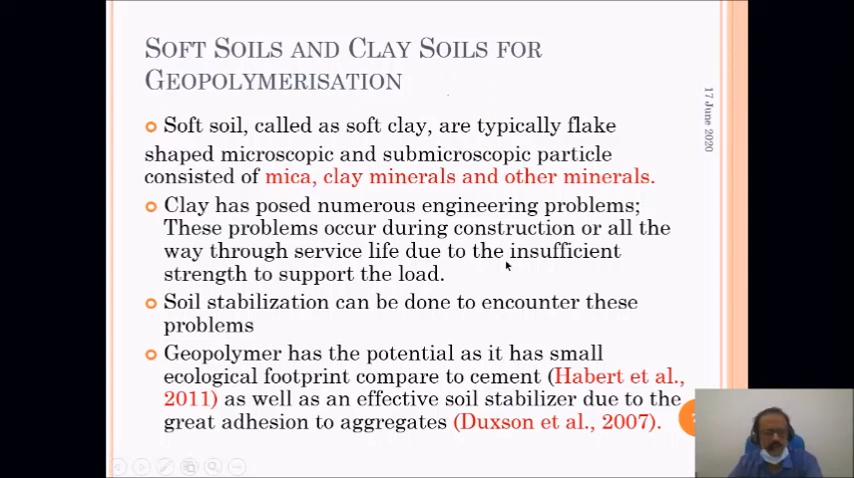 SOFT SOILS AND CLAY SOILS FOR
GEOPOLYMERISATION
17 June 2020
Soft soil, called as soft clay, are typically flake
shaped microscopic and submicroscopic particle
consisted of mica, clay minerals and other minerals.
Clay has posed numerous engineering problems;
These problems occur during construction or all the
way through service life due to the insufficient
strength to support the load.
Soil stabilization can be done to encounter these
problems
Geopolymer has the potential as it has small
ecological footprint compare to cement (Habert et al.,
2011) as well as an effective soil stabilizer due to the
great adhesion to aggregates (Duxson et al., 2007).